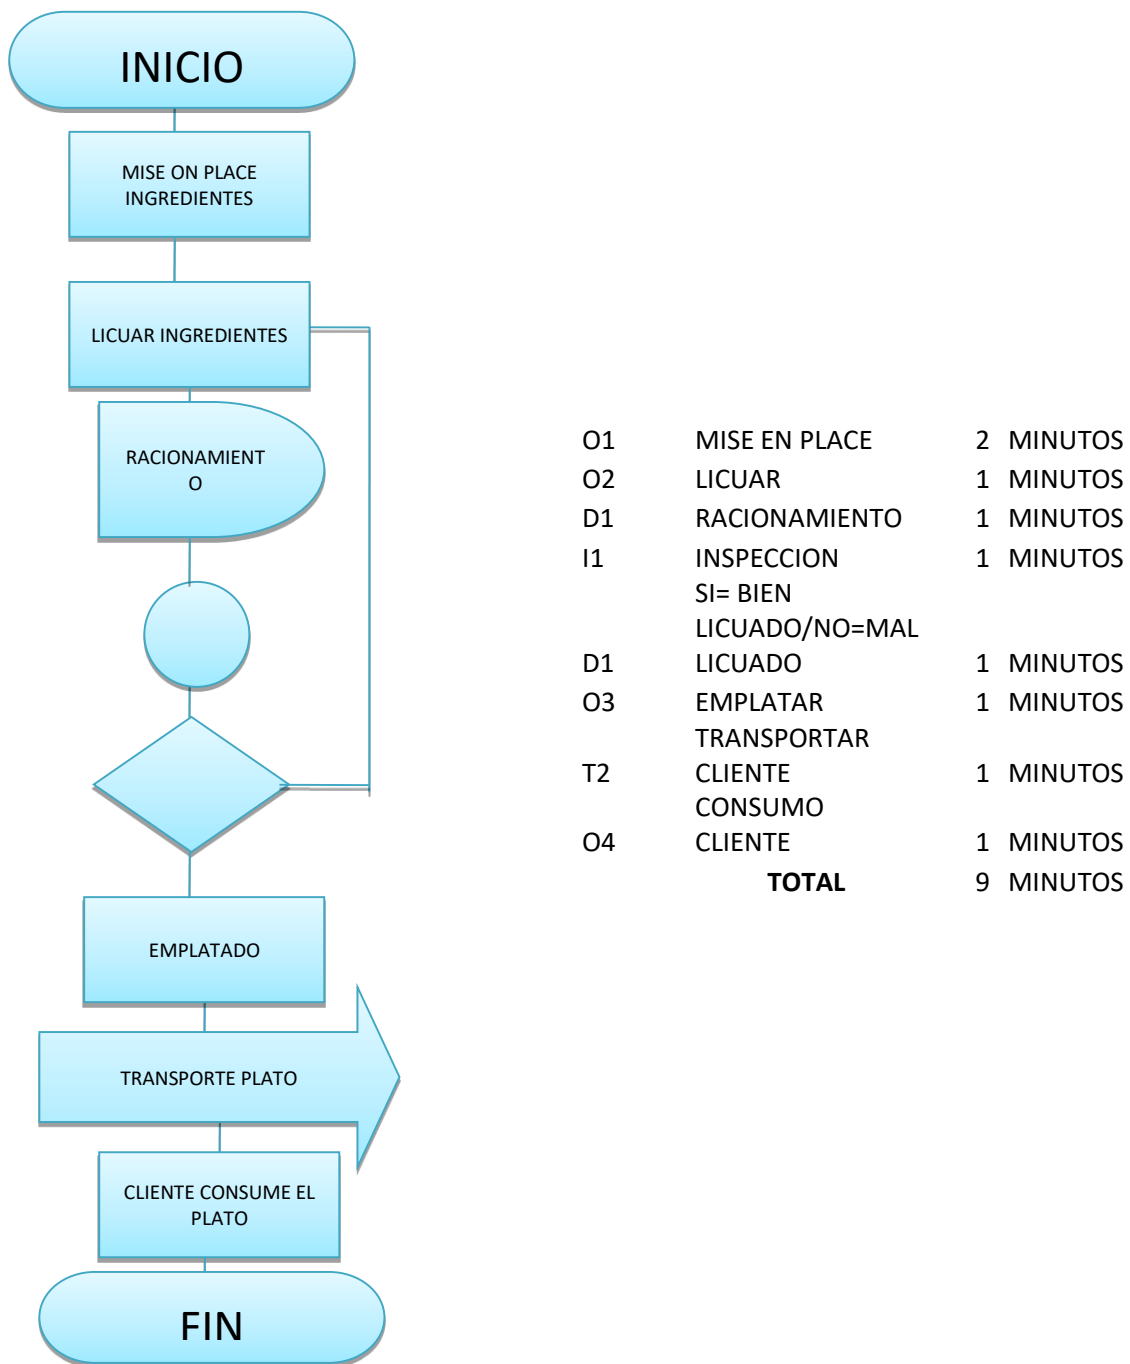 INICIO
MISE ON PLACE
INGREDIENTES
LICUAR INGREDIENTES
RACIONAMIENT
O
EMPLATADO
TRANSPORTE PLATO
CLIENTE CONSUME EL
PLATO
FIN
O1 MISE EN PLACE 2 MINUTOS
O2 LICUAR 1 MINUTOS
D1 RACIONAMIENTO 1 MINUTOS
I1 INSPECCION 1 MINUTOS
SI= BIEN
LICUADO/NO=MAL
D1 LICUADO 1 MINUTOS
O3 EMPLATAR 1 MINUTOS
TRANSPORTAR
T2 CLIENTE 1 MINUTOS
CONSUMO
O4 CLIENTE 1 MINUTOS
TOTAL 9 MINUTOS